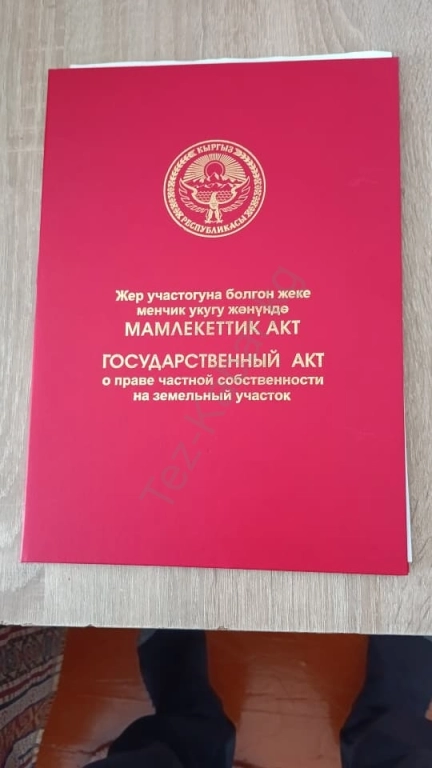 КЫРГЫЗ
РЕСПУБЛИКАСЫ
Жер участогуна болгон жеке
менчик укугу жөнүндө
МАМЛЕКЕТТИК АКТ
ГОСУДАРСТВЕННЫЙ АКТ
о праве частной собственности
на земельный участок